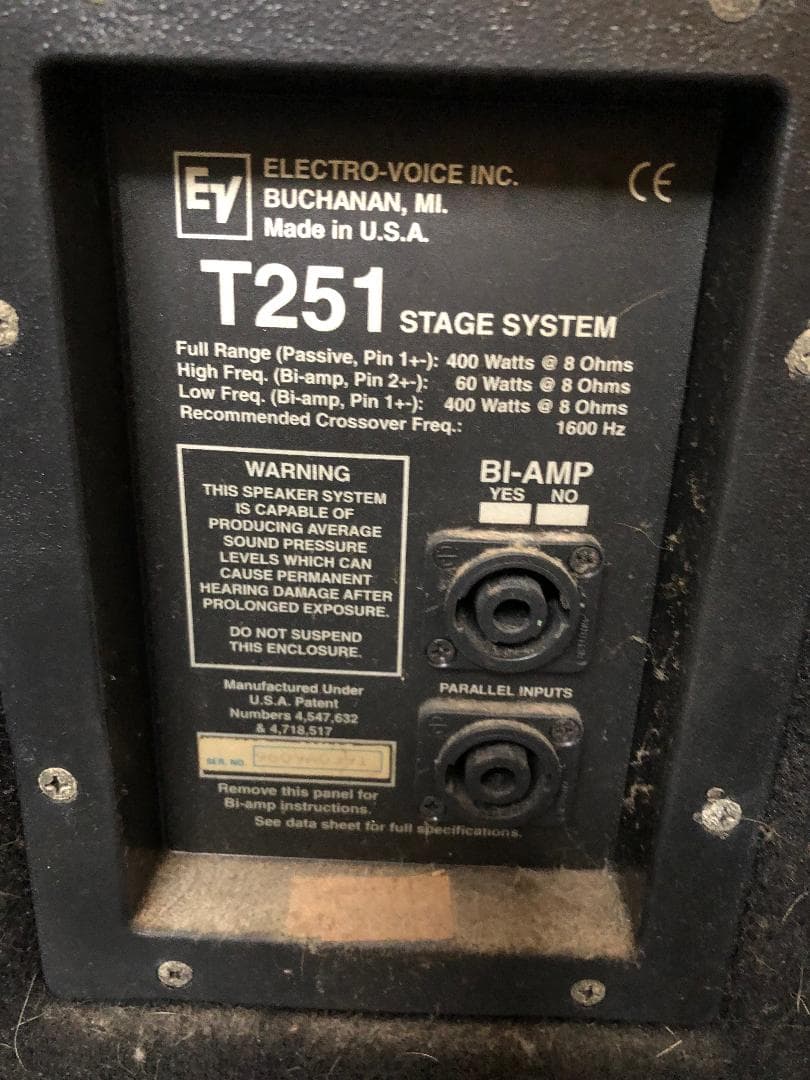 EV
ELECTRO-VOICE INC.
BUCHANAN, MI.
Made in U.S.A.
CE
T251 STAGE SYSTEM
Full Range (Passive, Pin 1+-): 400 Watts @ 8 Ohms
High Freq. (Bi-amp, Pin 2+-): 60 Watts @ 8 Ohms
Low Freq. (Bi-amp, Pin 1+-): 400 Watts @ 8 Ohms
Recommended Crossover Freq.: 1600 Hz
WARNING
THIS SPEAKER SYSTEM
IS CAPABLE OF
PRODUCING AVERAGE
SOUND PRESSURE
LEVELS WHICH CAN
CAUSE PERMANENT
HEARING DAMAGE AFTER
PROLONGED EXPOSURE.
DO NOT SUSPEND
THIS ENCLOSURE.
BI-AMP
YES NO
PARALLEL INPUTS
Manufactured Under
U.S.A. Patent
Numbers 4,547,632
& 4,718,517
SER. NO.
Remove this panel for
Bi-amp instructions.
See data sheet for full specifications.